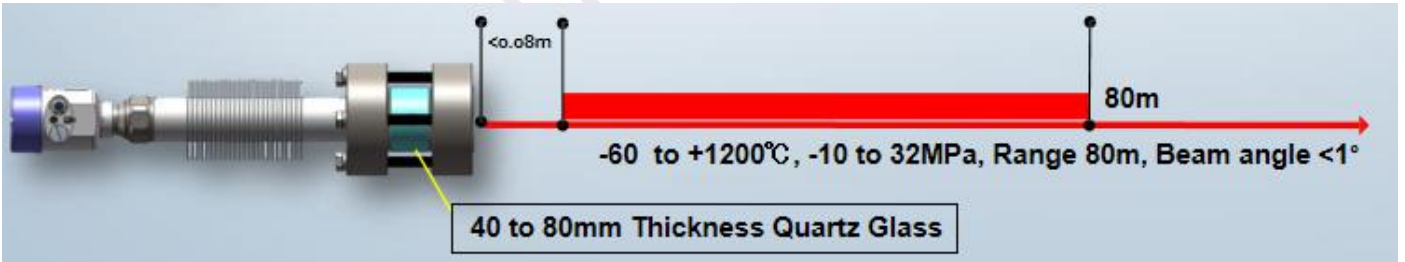 <o.o8m
80m
-60 to +1200℃, -10 to 32MPa, Range 80m, Beam angle <1°
40 to 80mm Thickness Quartz Glass